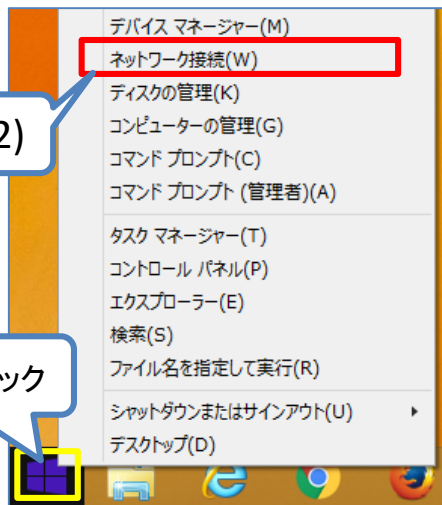 デバイス マネージャー(M)
ネットワーク接続(W)
ディスクの管理(K)
2)
コンピューターの管理(G)
コマンド プロンプト(C)
コマンド プロンプト (管理者)(A)
タスク マネージャー(T)
コントロール パネル(P)
エクスプローラー(E)
検索(S)
ファイル名を指定して実行(R)
ック
シャットダウンまたはサインアウト(U)
デスクトップ(D)